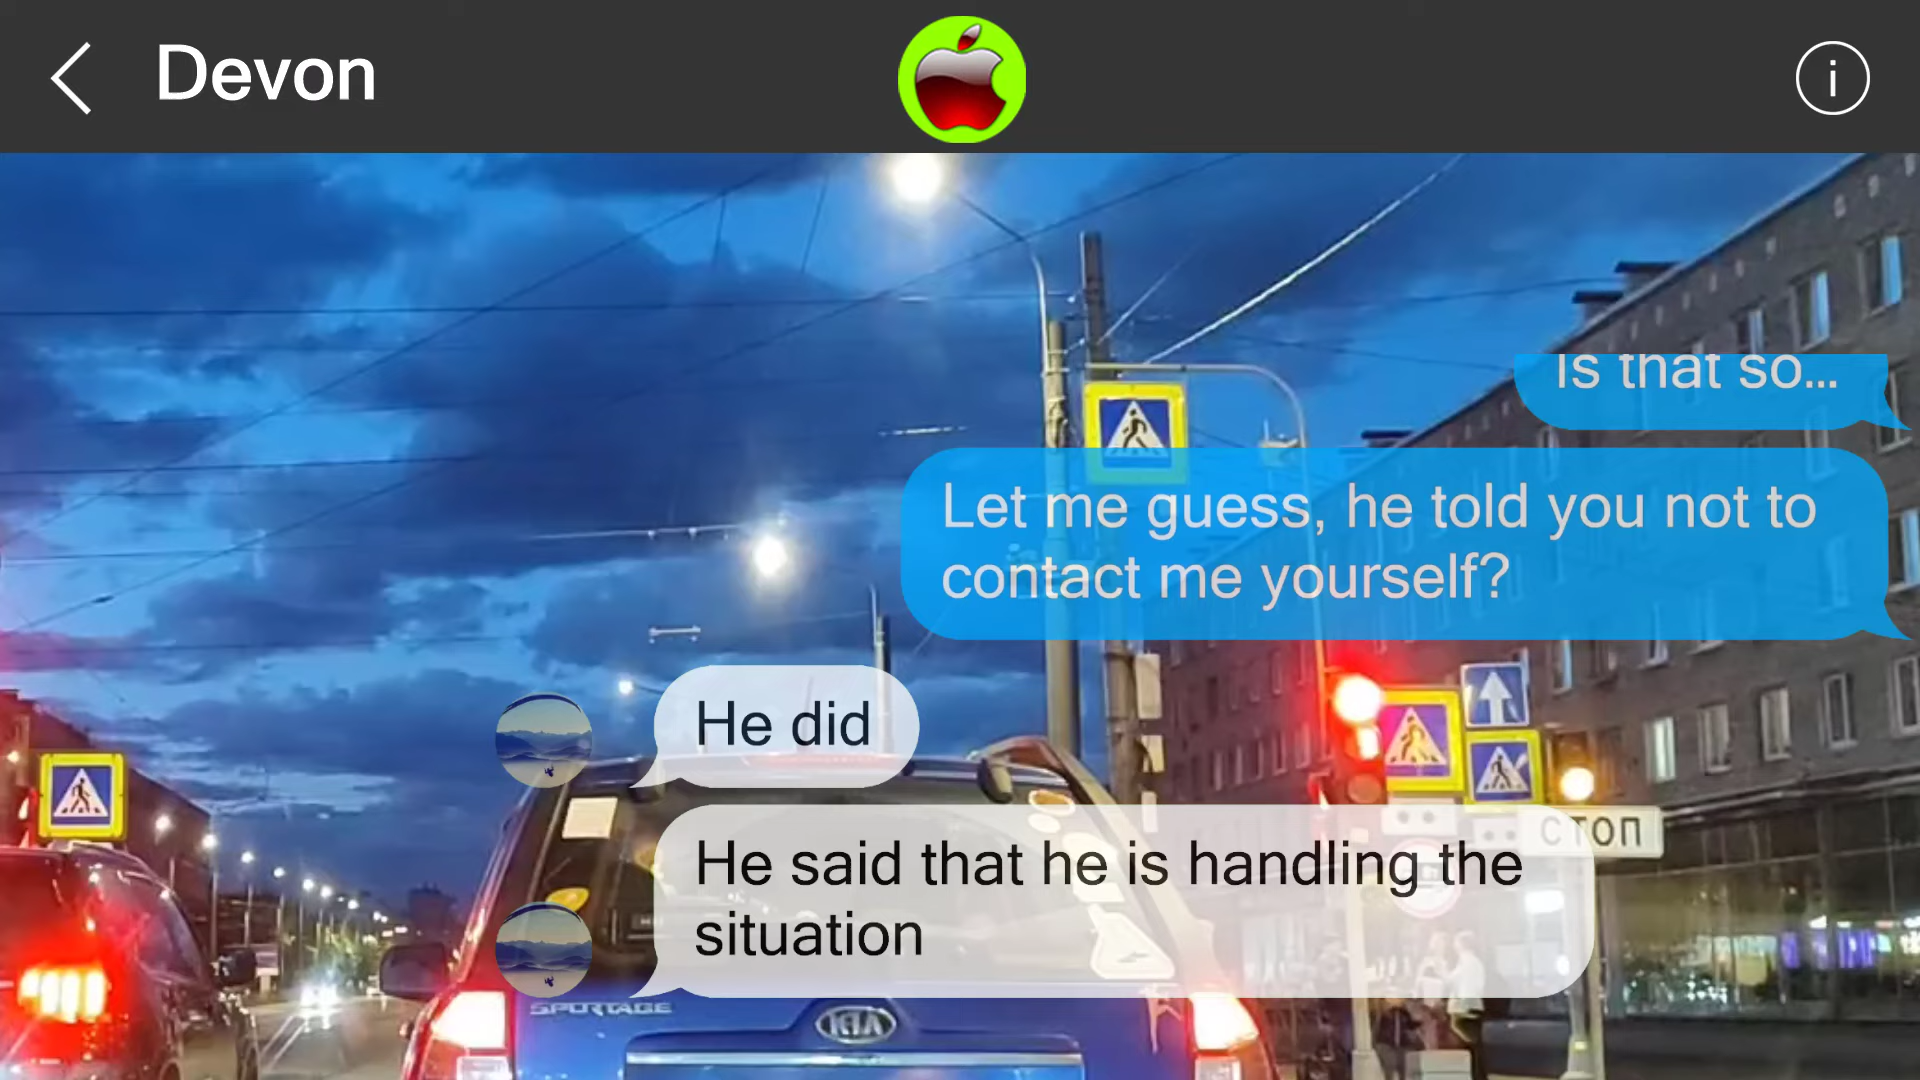 Devon
i
Is that so...
Let me guess, he told you not to
contact me yourself?
He did
He said that he is handling the
situation
СТОП
SPORTAGE
KIA